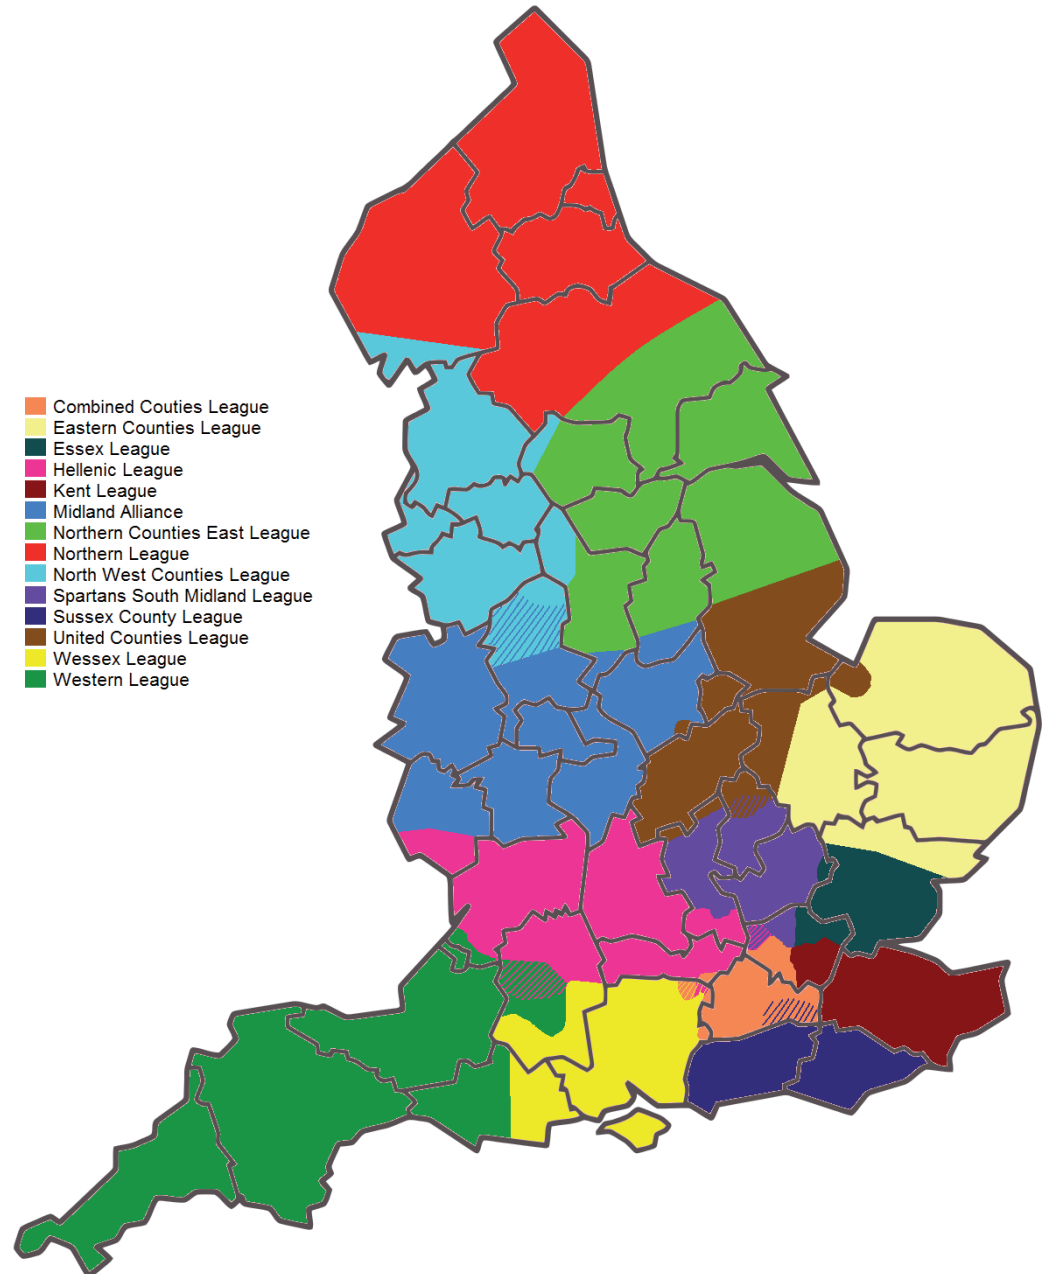 Combined Couties League
Eastern Counties League
Essex League
Hellenic League
Kent League
Midland Alliance
Northern Counties East League
Northern League
North West Counties League
Spartans South Midland League
Sussex County League
United Counties League
Wessex League
Western League